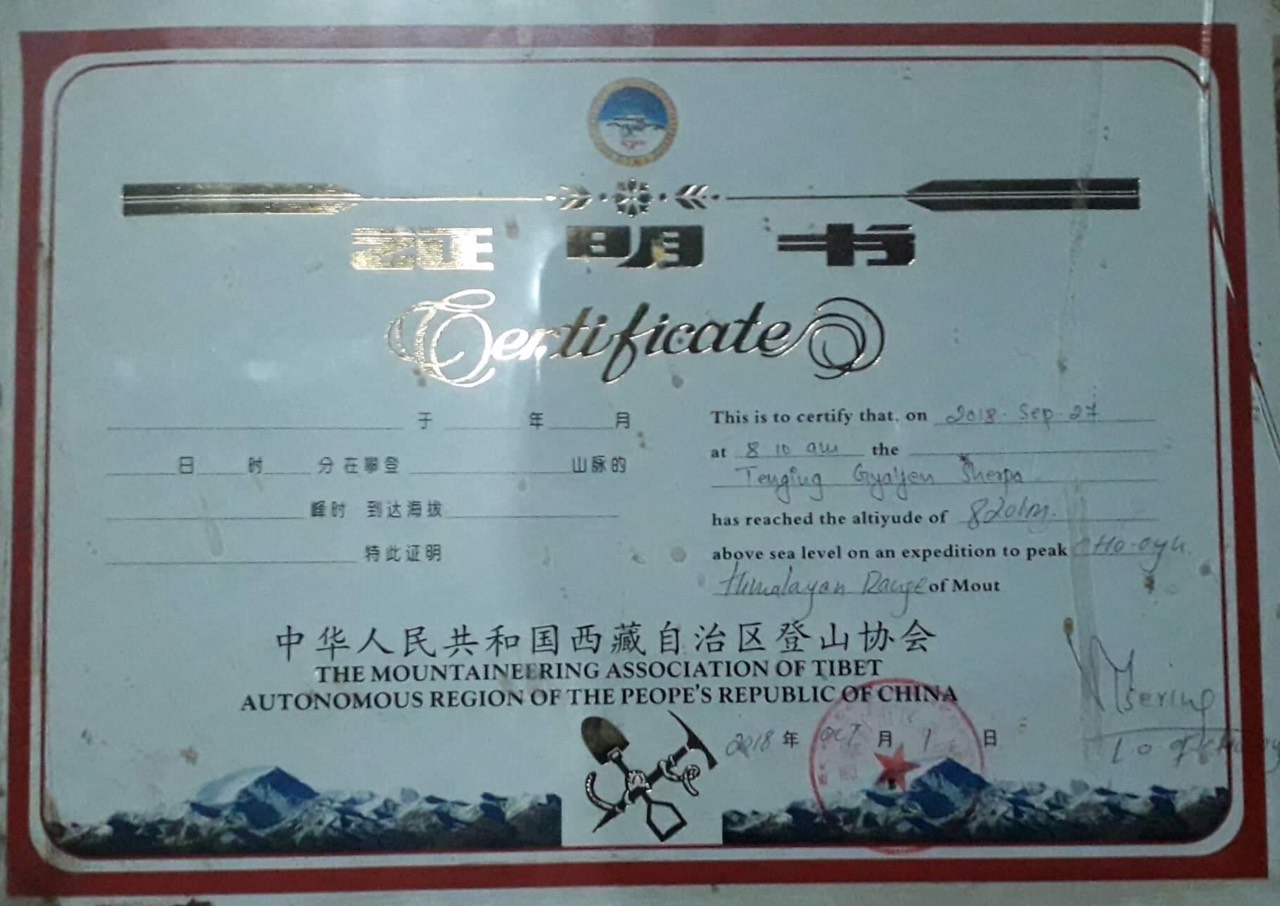 证明书
Certificate
于 年 月
日 时 分在攀登 山脉的
峰时 到达海拔
特此证明
This is to certify that, on 2018. Sep. 27
at 8 10 am the
Tenging Gyaljen Sherpa
has reached the altiyude of 8201m.
above sea level on an expedition to peak Cho-oyu.
Himalayan Range of Mout
中华人民共和国西藏自治区登山协会
THE MOUNTAINEERING ASSOCIATION OF TIBET
AUTONOMOUS REGION OF THE PEOPE'S REPUBLIC OF CHINA
2018 年 OCT 月 1 日
Tsering